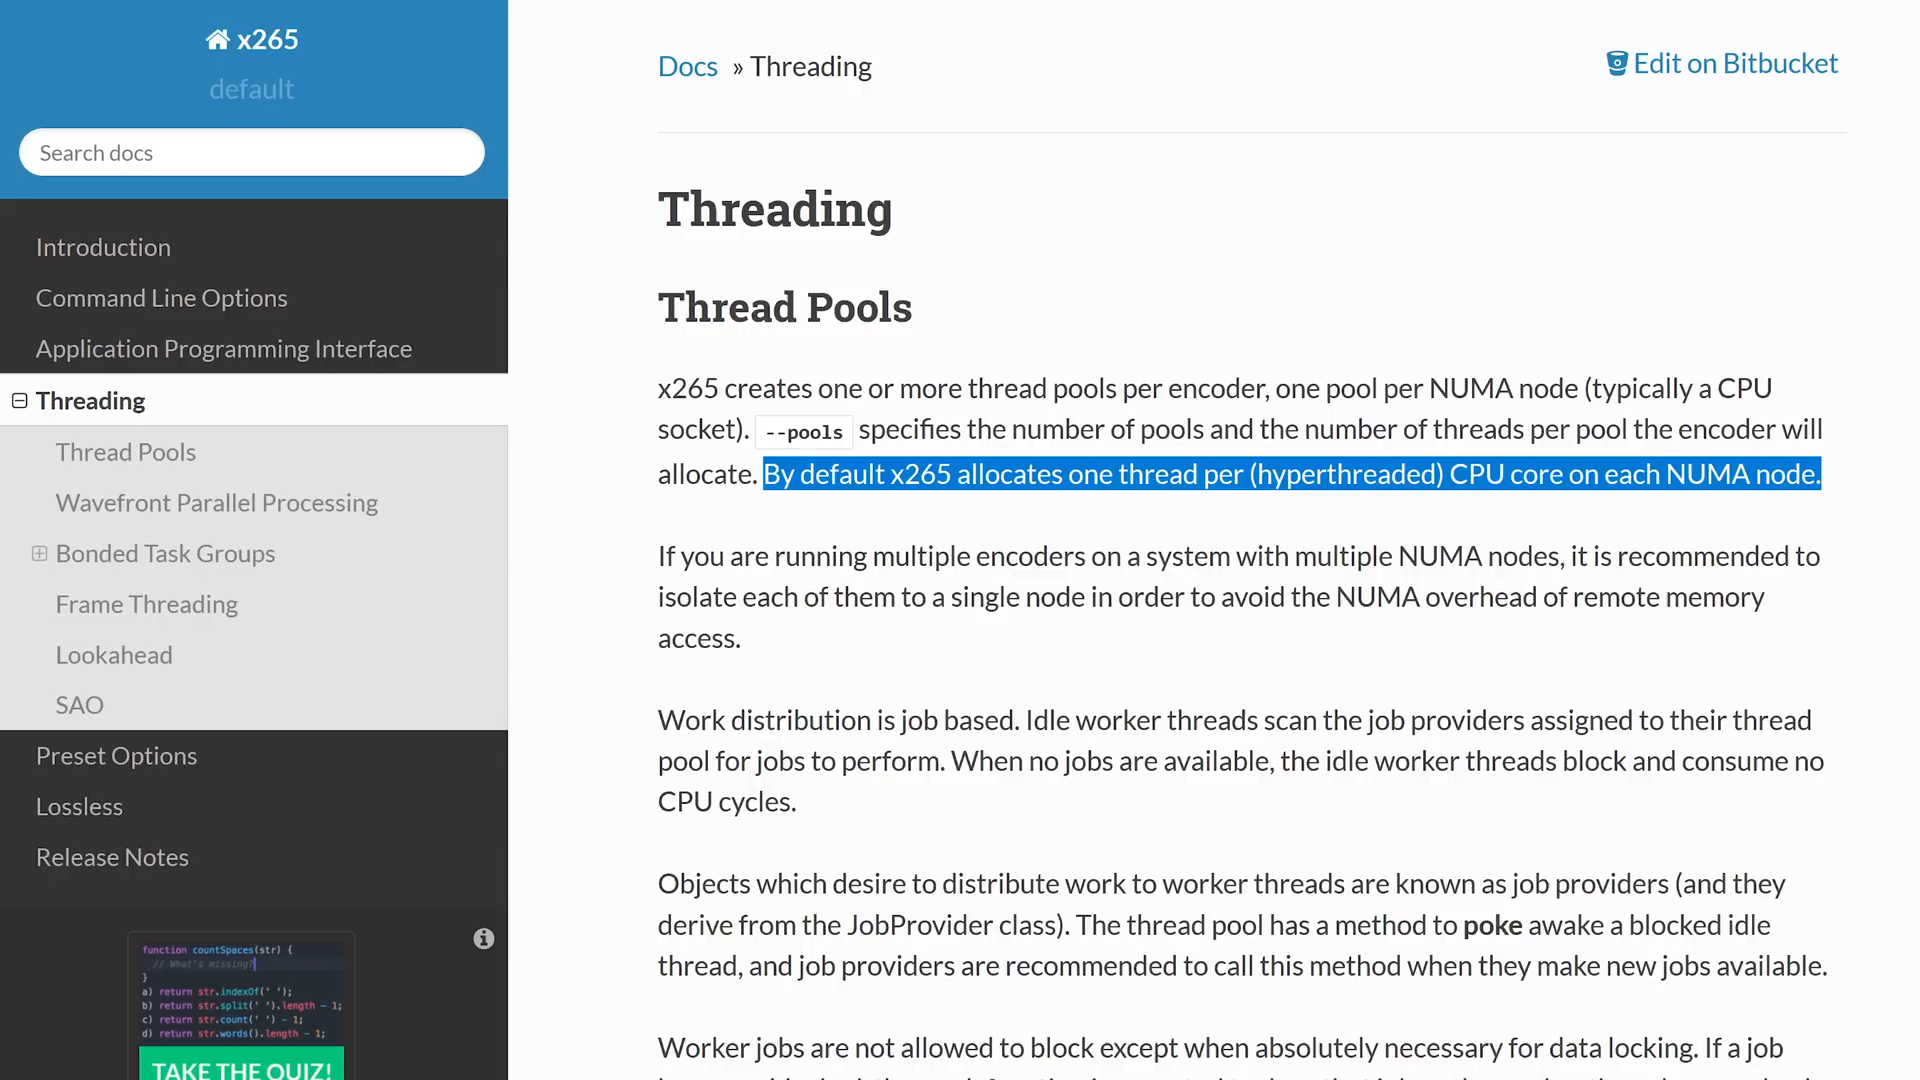 x265
default
Search docs
Introduction
Command Line Options
Application Programming Interface
Threading
Thread Pools
Wavefront Parallel Processing
Bonded Task Groups
Frame Threading
Lookahead
SAO
Preset Options
Lossless
Release Notes
function countSpaces(str) {
// What's missing?
}
a) return str.indexOf(' ');
b) return str.split(' ').length - 1;
c) return str.count(' ') - 1;
d) return str.words().length - 1;
TAKE THE QUIZ!
Docs » Threading
Edit on Bitbucket
Threading
Thread Pools
x265 creates one or more thread pools per encoder, one pool per NUMA node (typically a CPU
socket). --pools specifies the number of pools and the number of threads per pool the encoder will
allocate. By default x265 allocates one thread per (hyperthreaded) CPU core on each NUMA node.
If you are running multiple encoders on a system with multiple NUMA nodes, it is recommended to
isolate each of them to a single node in order to avoid the NUMA overhead of remote memory
access.
Work distribution is job based. Idle worker threads scan the job providers assigned to their thread
pool for jobs to perform. When no jobs are available, the idle worker threads block and consume no
CPU cycles.
Objects which desire to distribute work to worker threads are known as job providers (and they
derive from the JobProvider class). The thread pool has a method to poke awake a blocked idle
thread, and job providers are recommended to call this method when they make new jobs available.
Worker jobs are not allowed to block except when absolutely necessary for data locking. If a job